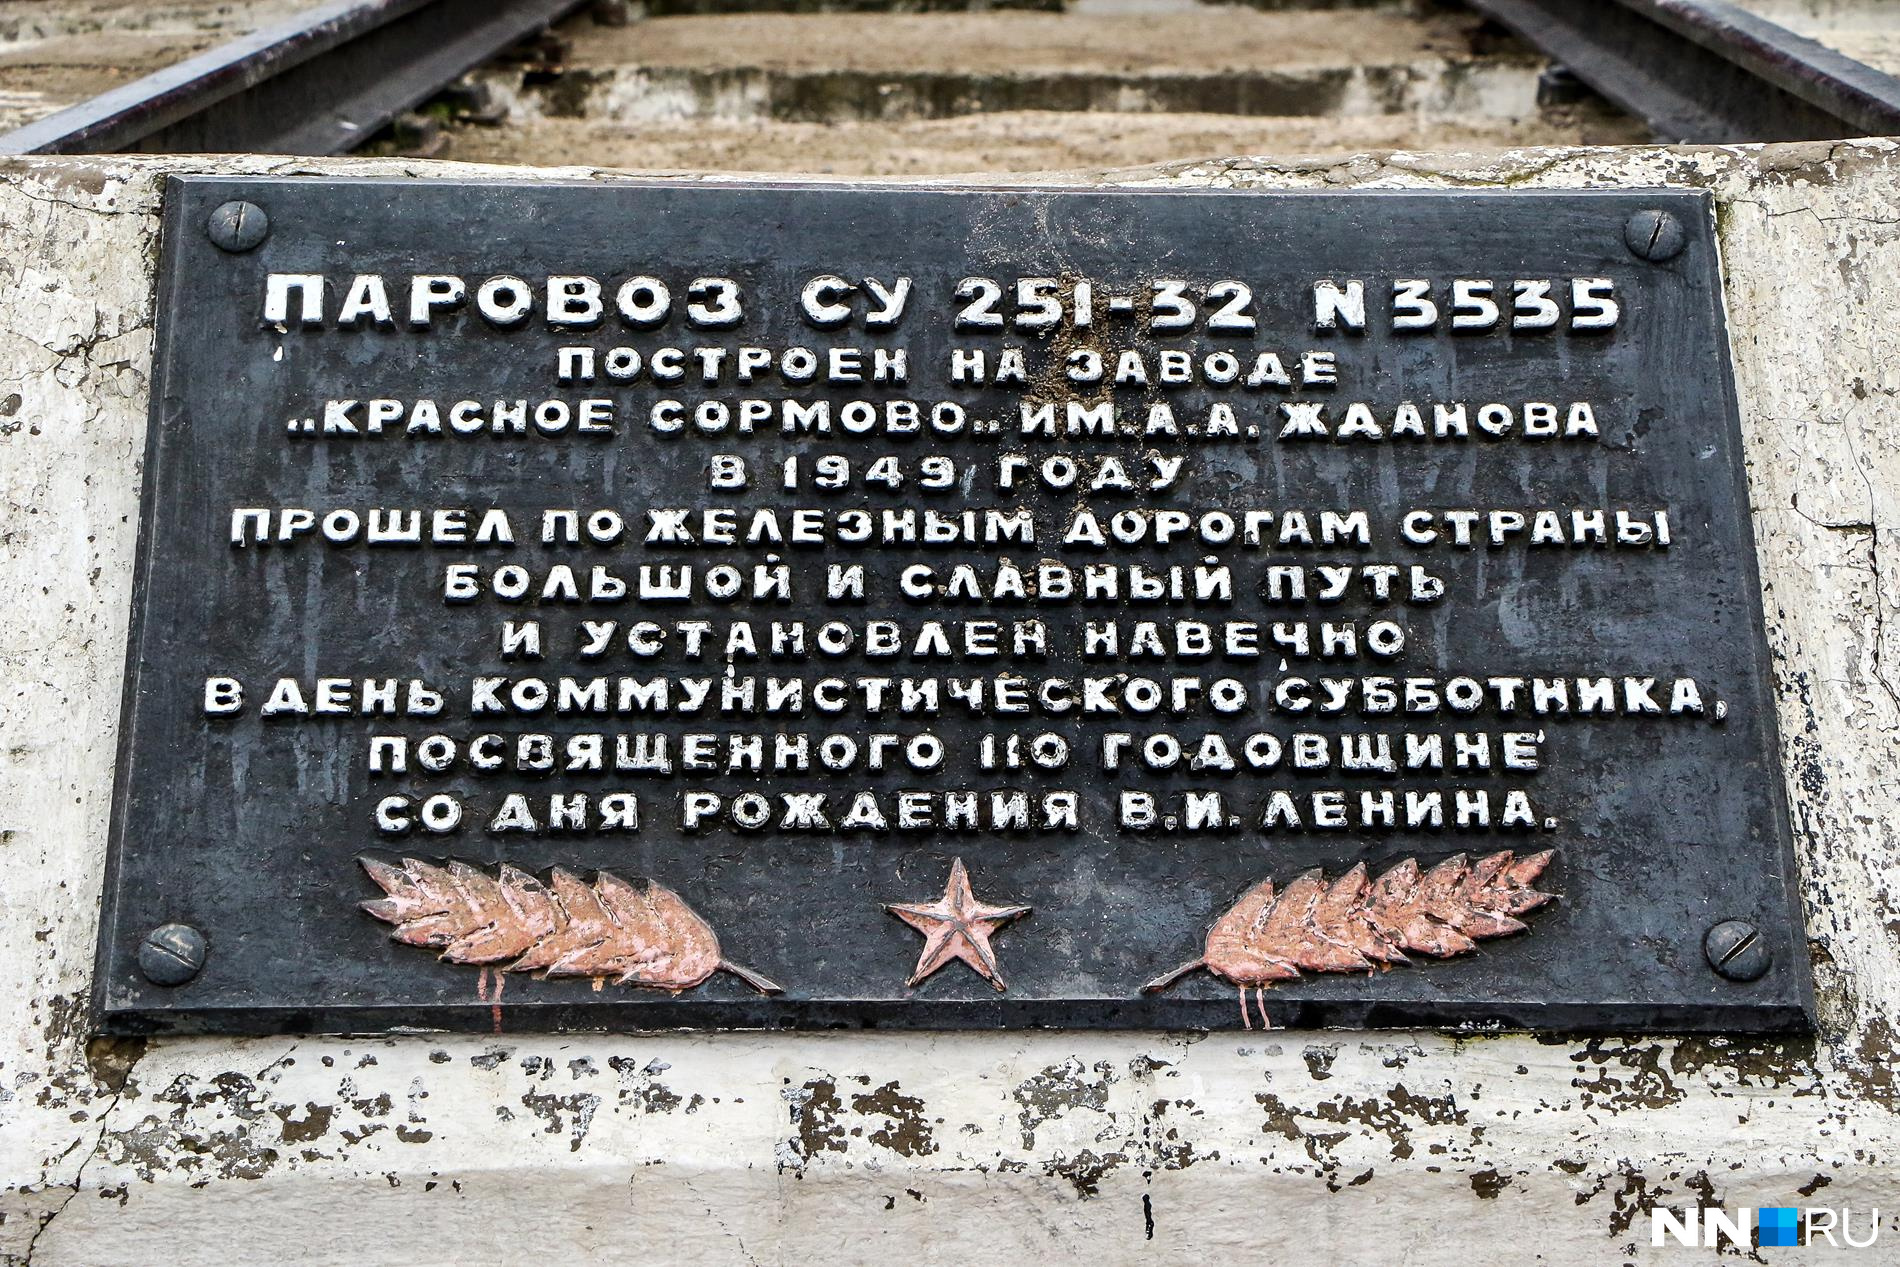 ПАРОВОЗ СУ 251-32 N3535
ПОСТРОЕН НА ЗАВОДЕ
„КРАСНОЕ СОРМОВО„ ИМ.А.А. ЖДАНОВА
В 1949 ГОДУ
ПРОШЕЛ ПО ЖЕЛЕЗНЫМ ДОРОГАМ СТРАНЫ
БОЛЬШОЙ И СЛАВНЫЙ ПУТЬ
И УСТАНОВЛЕН НАВЕЧНО
В ДЕНЬ КОММУНИСТИЧЕСКОГО СУББОТНИКА,
ПОСВЯЩЕННОГО 110 ГОДОВЩИНЕ
СО ДНЯ РОЖДЕНИЯ В.И. ЛЕНИНА.
NN RU